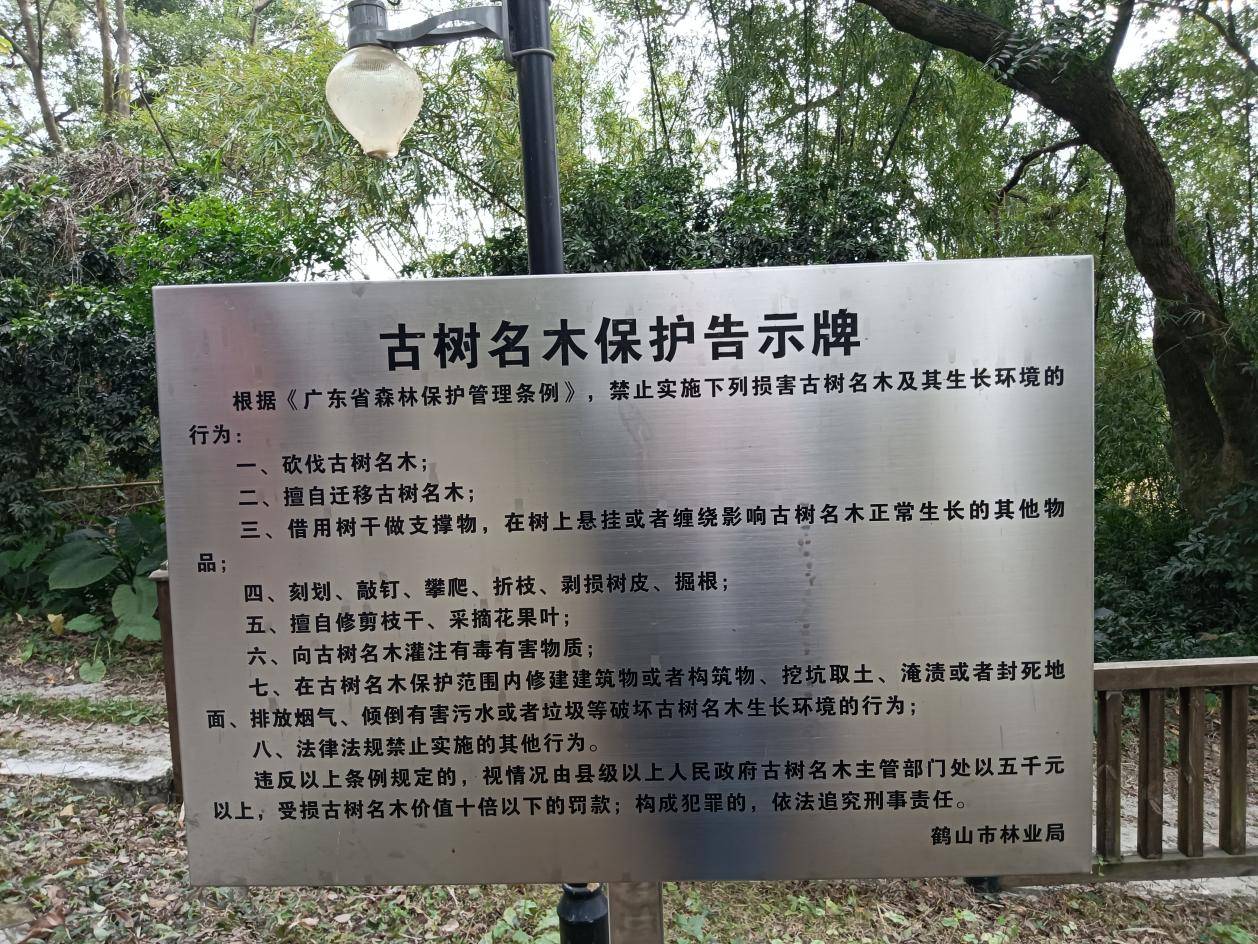 古树名木保护告示牌
根据《广东省森林保护管理条例》，禁止实施下列损害古树名木及其生长环境的
行为：
一、砍伐古树名木；
二、擅自迁移古树名木；
三、借用树干做支撑物，在树上悬挂或者缠绕影响古树名木正常生长的其他物
品；
四、刻划、敲钉、攀爬、折枝、剥损树皮、掘根；
五、擅自修剪枝干、采摘花果叶；
六、向古树名木灌注有毒有害物质；
七、在古树名木保护范围内修建建筑物或者构筑物、挖坑取土、淹渍或者封死地
面、排放烟气、倾倒有害污水或者垃圾等破坏古树名木生长环境的行为；
八、法律法规禁止实施的其他行为。
违反以上条例规定的，视情况由县级以上人民政府古树名木主管部门处以五千元
以上，受损古树名木价值十倍以下的罚款；构成犯罪的，依法追究刑事责任。
鹤山市林业局